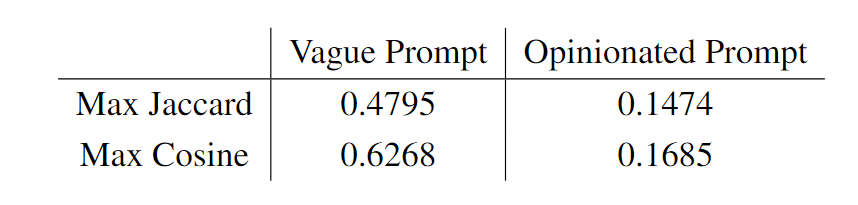 Vague Prompt Opinionated Prompt
Max Jaccard 0.4795 0.1474
Max Cosine 0.6268 0.1685